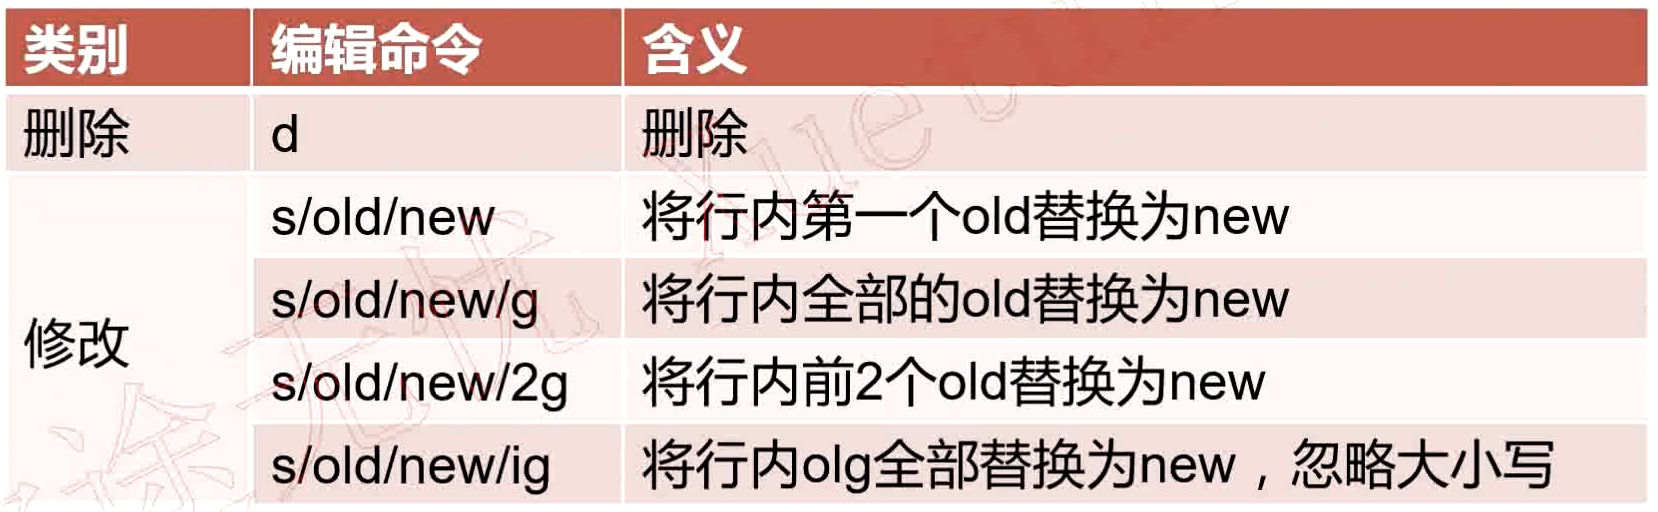 类别 编辑命令 含义
删除 d 删除
修改
s/old/new 将行内第一个old替换为new
s/old/new/g 将行内全部的old替换为new
s/old/new/2g 将行内前2个old替换为new
s/old/new/ig 将行内olg全部替换为new，忽略大小写